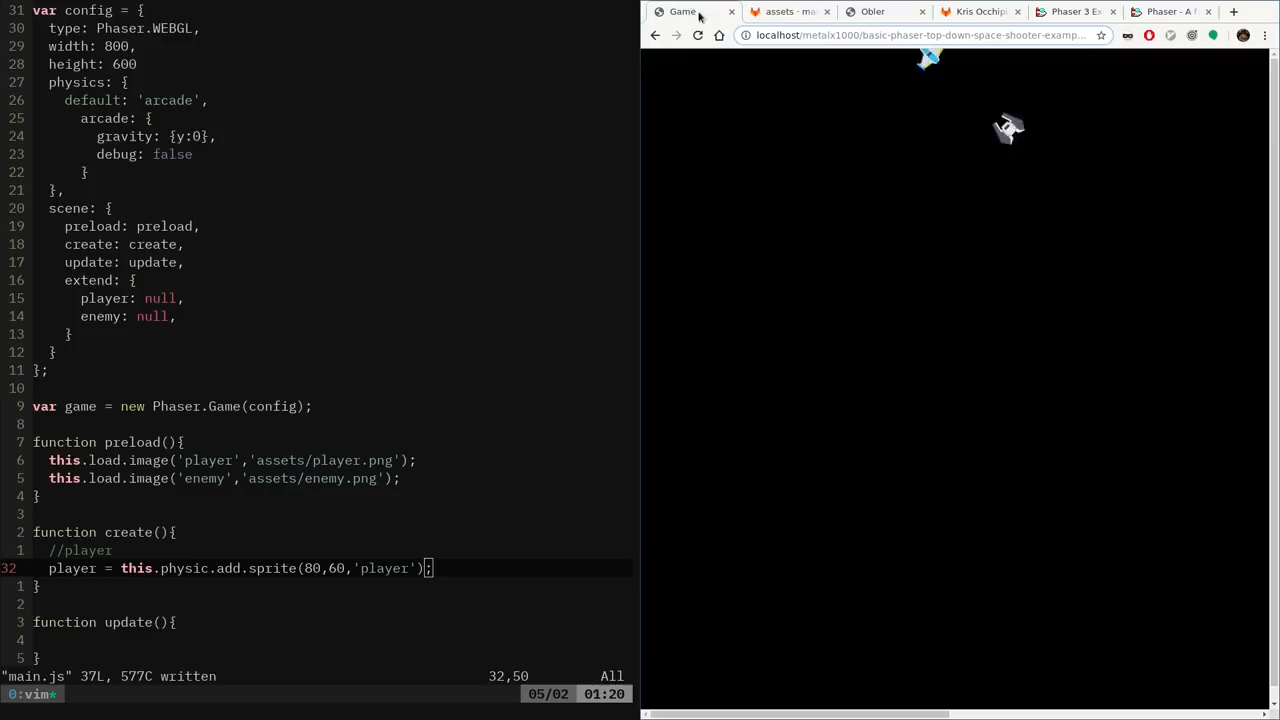 31 var config = {
30 type: Phaser.WEBGL,
29 width: 800,
28 height: 600
27 physics: {
26 default: 'arcade',
25 arcade: {
24 gravity: {y:0},
23 debug: false
22 }
21 },
20 scene: {
19 preload: preload,
18 create: create,
17 update: update,
16 extend: {
15 player: null,
14 enemy: null,
13 }
12 }
11 };
10
9 var game = new Phaser.Game(config);
8
7 function preload(){
6 this.load.image('player','assets/player.png');
5 this.load.image('enemy','assets/enemy.png');
4 }
3
2 function create(){
1 //player
32 player = this.physic.add.sprite(80,60,'player');
1 }
2
3 function update(){
4
5 }
"main.js" 37L, 577C written 32,50 All
0:vim* 05/02 01:20
Game assets - ma Obler Kris Occhip Phaser 3 Ex Phaser - A f
localhost/metalx1000/basic-phaser-top-down-space-shooter-examp...